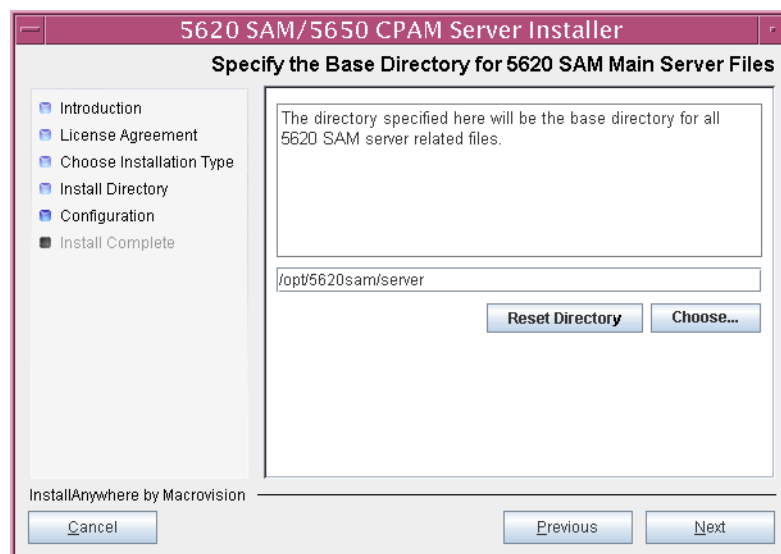 5620 SAM/5650 CPAM Server Installer
Specify the Base Directory for 5620 SAM Main Server Files
Introduction
License Agreement
Choose Installation Type
Install Directory
Configuration
Install Complete
The directory specified here will be the base directory for all
5620 SAM server related files.
/opt/5620sam/server
Reset Directory
Choose...
InstallAnywhere by Macrovision
Cancel
Previous
Next